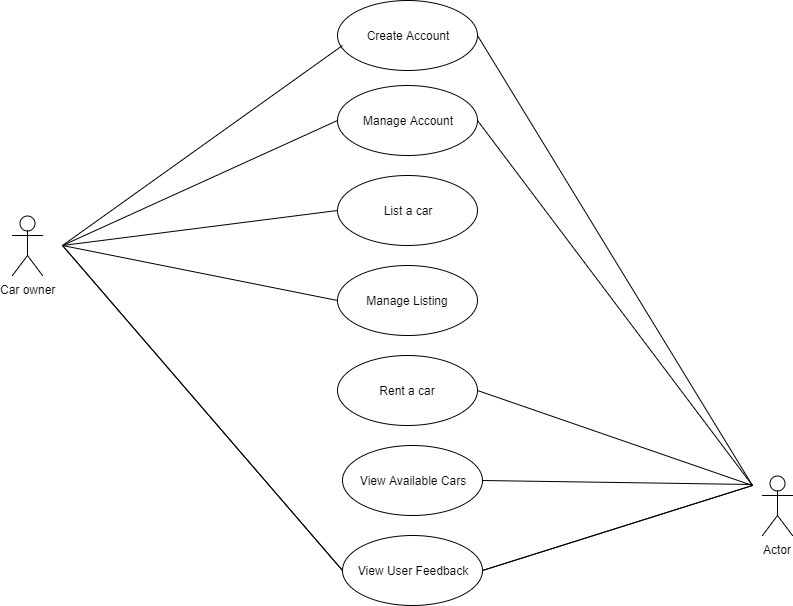 Create Account
Manage Account
List a car
Car owner
Manage Listing
Rent a car
View Available Cars
Actor
View User Feedback